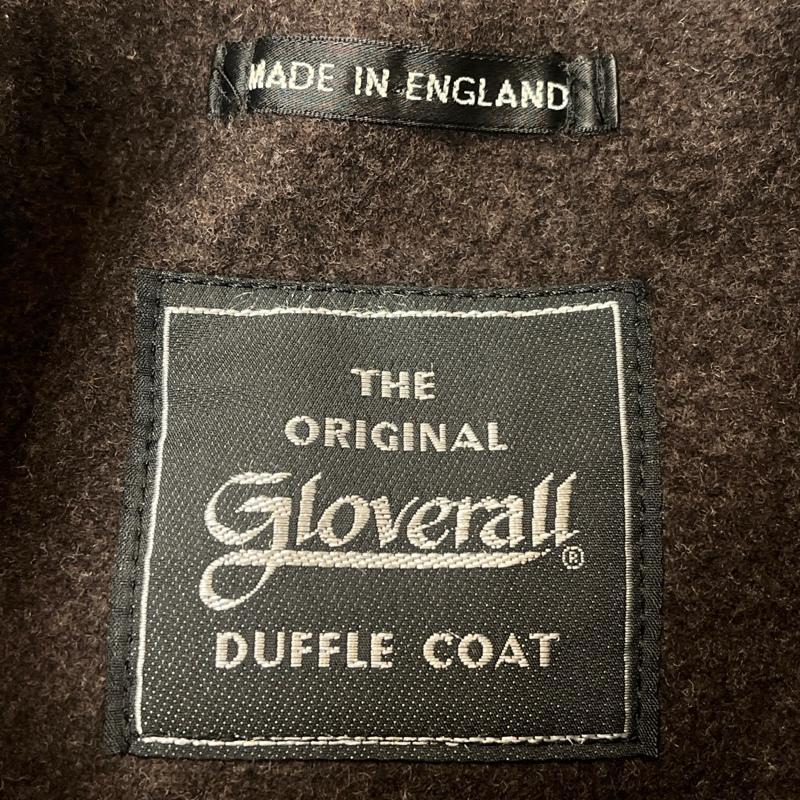 MADE IN ENGLAND
THE
ORIGINAL
Gloverall®
DUFFLE COAT